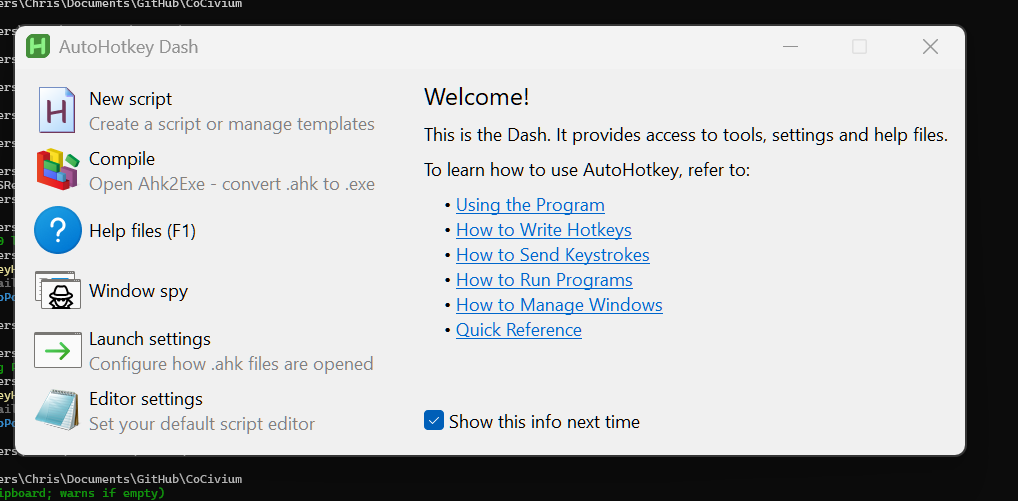 ers\Chris\Documents\GitHub\CoCivium
AutoHotkey Dash
New script
Create a script or manage templates
Compile
Open Ahk2Exe - convert .ahk to .exe
Help files (F1)
Window spy
Launch settings
Configure how .ahk files are opened
Editor settings
Set your default script editor
Welcome!
This is the Dash. It provides access to tools, settings and help files.
To learn how to use AutoHotkey, refer to:
• Using the Program
• How to Write Hotkeys
• How to Send Keystrokes
• How to Run Programs
• How to Manage Windows
• Quick Reference
Show this info next time
ers\Chris\Documents\GitHub\CoCivium
ipboard; warns if empty)